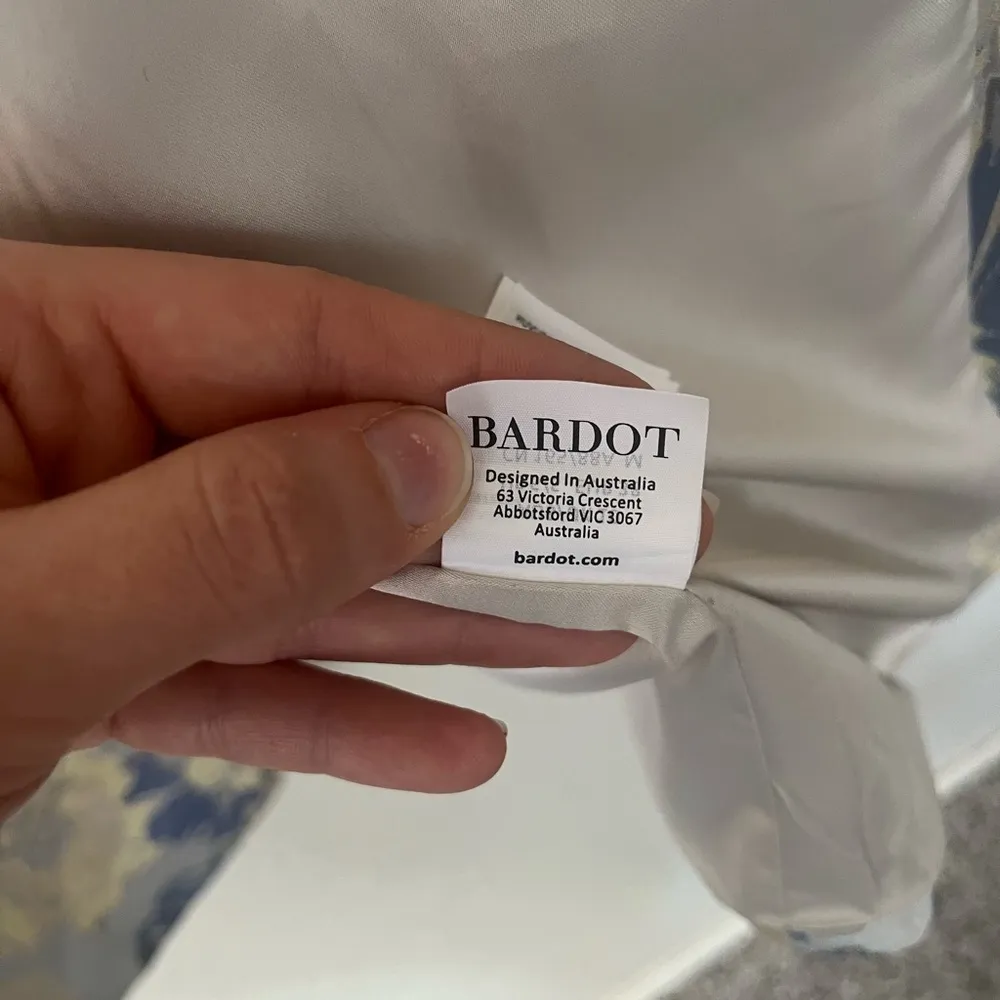 BARDOT
Designed In Australia
63 Victoria Crescent
Abbotsford VIC 3067
Australia
bardot.com